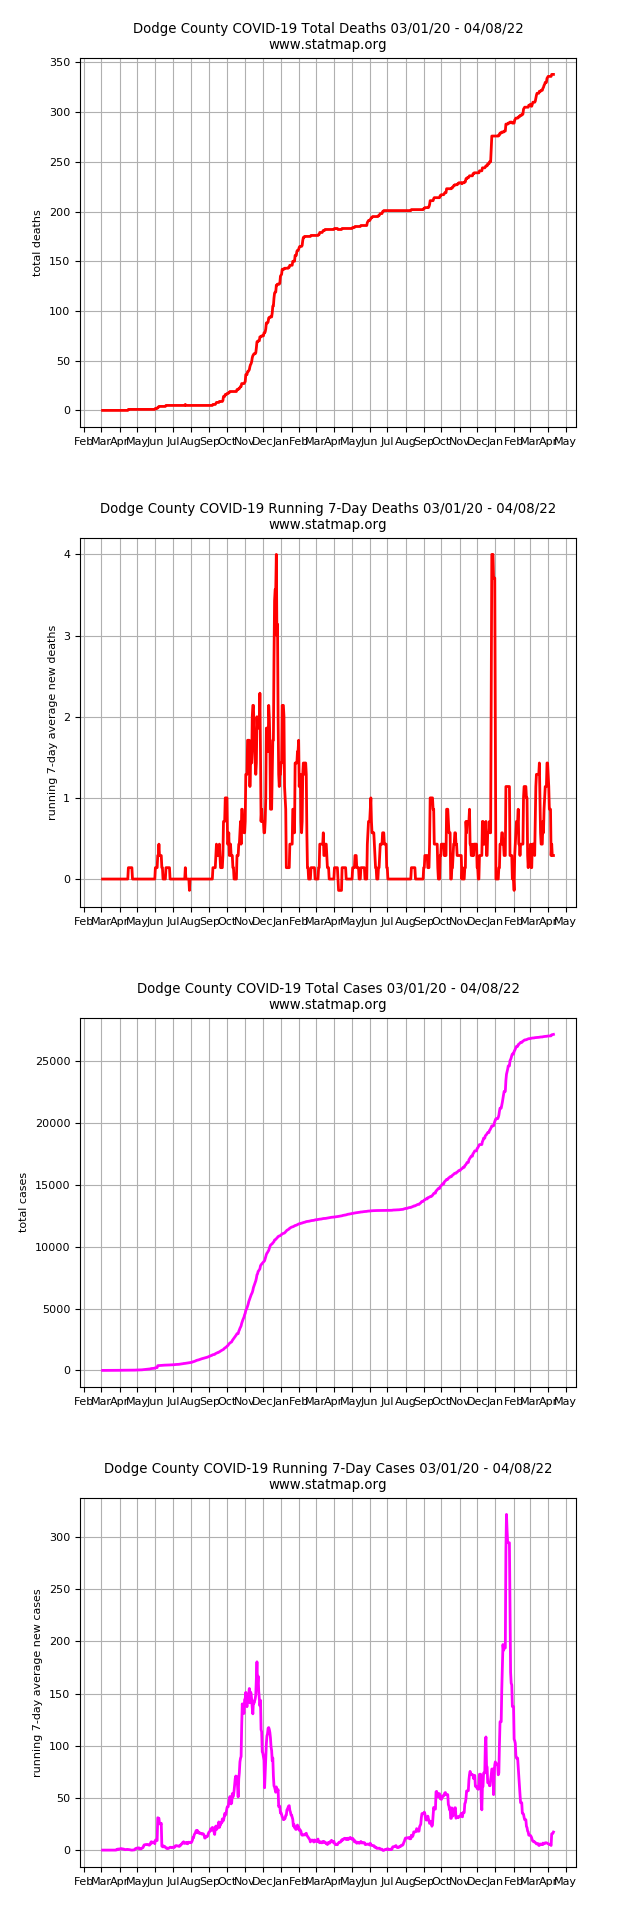 Dodge County COVID-19 Total Deaths 03/01/20 - 04/08/22
www.statmap.org
350
300
250
200
150
100
50
0
total deaths
Feb Mar Apr May Jun Jul Aug Sep Oct Nov Dec Jan Feb Mar Apr May Jun Jul Aug Sep Oct Nov Dec Jan Feb Mar Apr May
Dodge County COVID-19 Running 7-Day Deaths 03/01/20 - 04/08/22
www.statmap.org
4
3
2
1
0
running 7-day average new deaths
Feb Mar Apr May Jun Jul Aug Sep Oct Nov Dec Jan Feb Mar Apr May Jun Jul Aug Sep Oct Nov Dec Jan Feb Mar Apr May
Dodge County COVID-19 Total Cases 03/01/20 - 04/08/22
www.statmap.org
25000
20000
15000
10000
5000
0
total cases
Feb Mar Apr May Jun Jul Aug Sep Oct Nov Dec Jan Feb Mar Apr May Jun Jul Aug Sep Oct Nov Dec Jan Feb Mar Apr May
Dodge County COVID-19 Running 7-Day Cases 03/01/20 - 04/08/22
www.statmap.org
300
250
200
150
100
50
0
running 7-day average new cases
Feb Mar Apr May Jun Jul Aug Sep Oct Nov Dec Jan Feb Mar Apr May Jun Jul Aug Sep Oct Nov Dec Jan Feb Mar Apr May